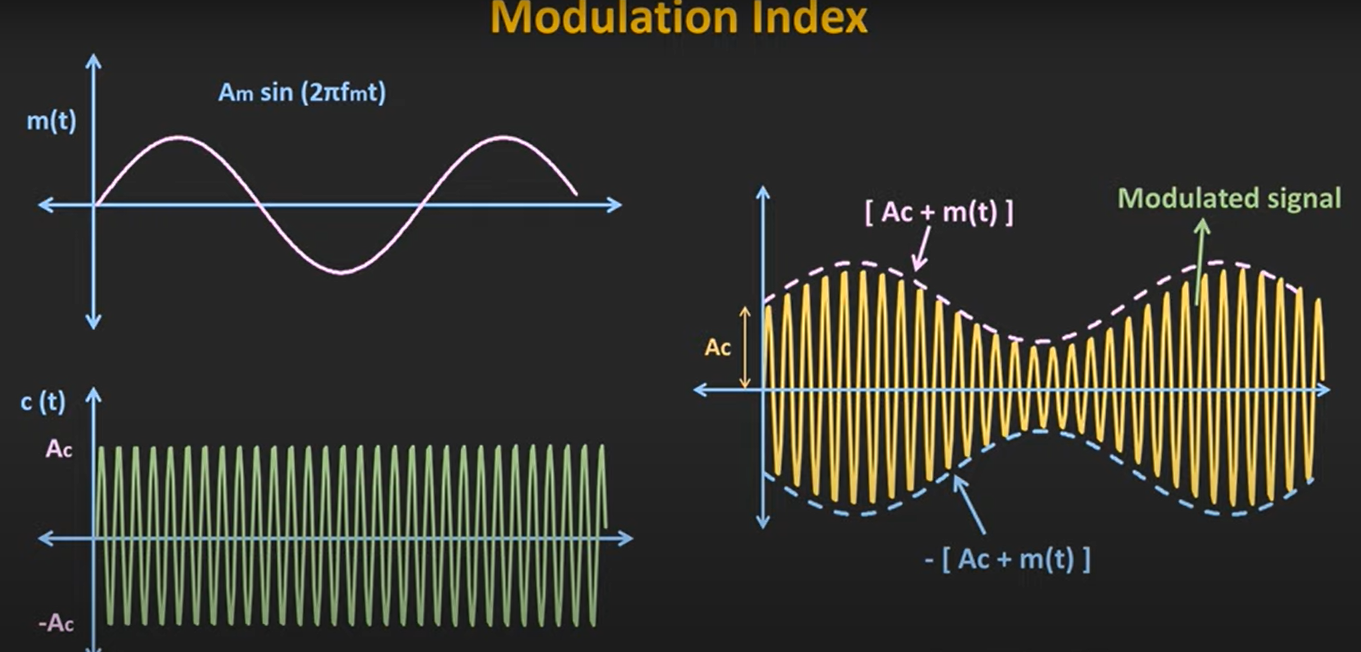 Modulation Index
Am sin (2πfmt)
m(t)
c (t)
Ac
-Ac
[ Ac + m(t) ]
Modulated signal
Ac
- [ Ac + m(t) ]